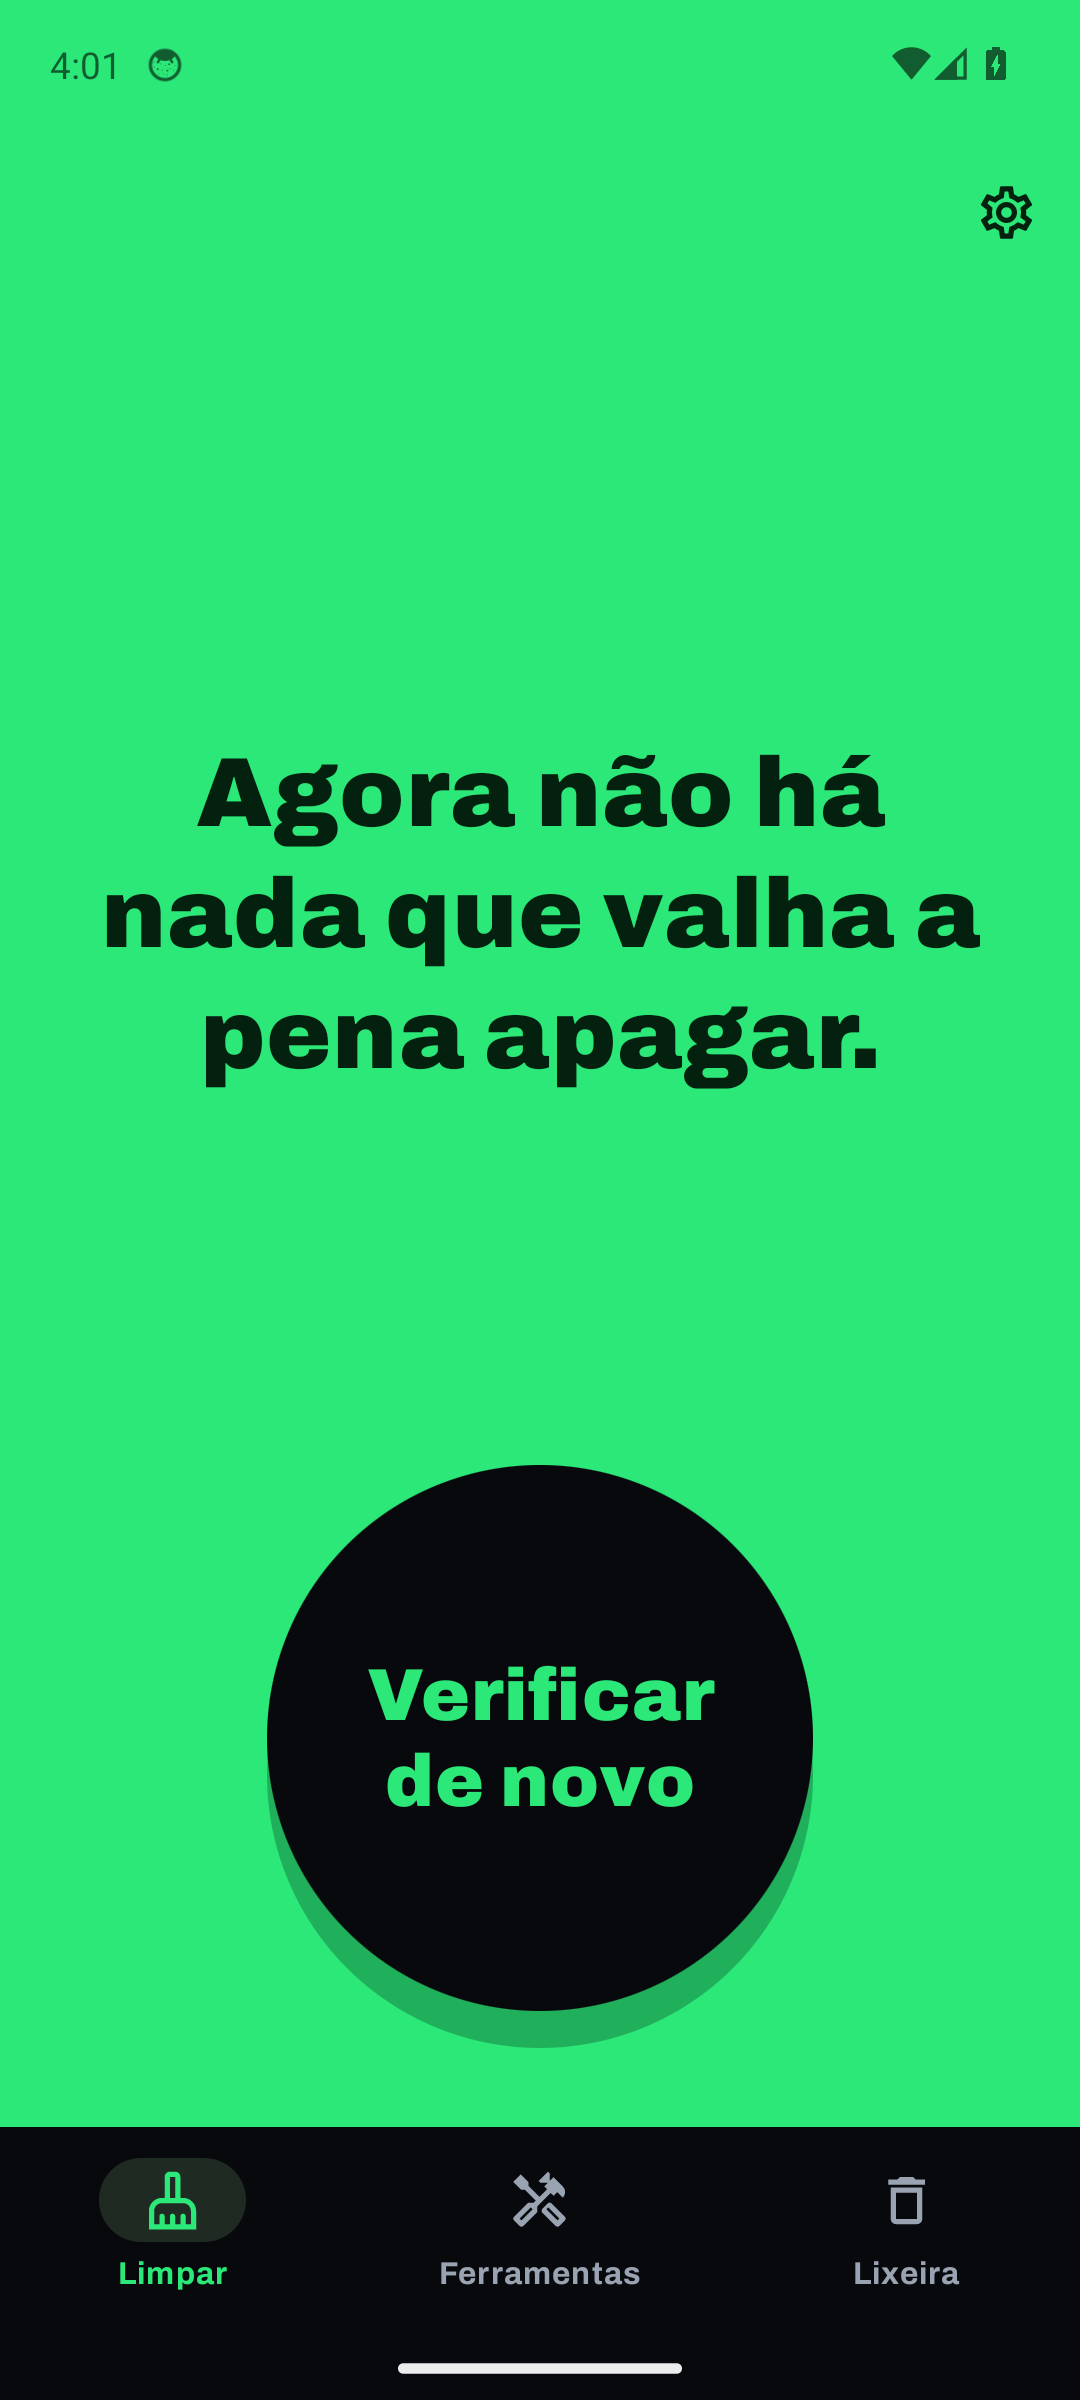 4:01
Agora não há
nada que valha a
pena apagar.
Verificar
de novo
Limpar
Ferramentas
Lixeira